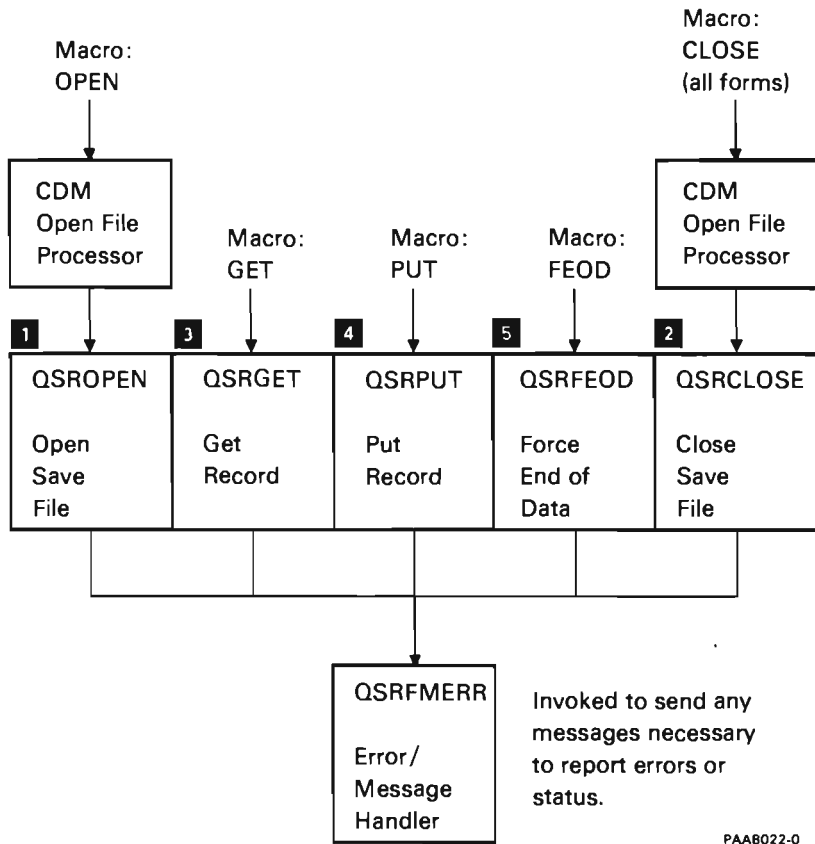 Macro:
OPEN
Macro:
CLOSE
(all forms)
CDM
Open File
Processor
CDM
Open File
Processor
Macro:
GET
Macro:
PUT
Macro:
FEOD
1
3
4
5
2
QSROPEN
Open
Save
File
QSRGET
Get
Record
QSRPUT
Put
Record
QSRFEOD
Force
End of
Data
QSRCLOSE
Close
Save
File
QSRFMERR
Error/
Message
Handler
Invoked to send any
messages necessary
to report errors or
status.
PAAB022-0